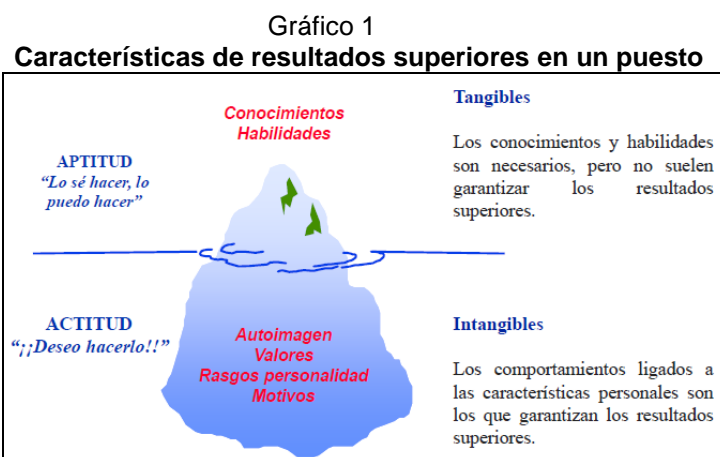 Gráfico 1
Características de resultados superiores en un puesto
Conocimientos
Habilidades
APTITUD
“Lo sé hacer, lo
puedo hacer”
Tangibles
Los conocimientos y habilidades
son necesarios, pero no suelen
garantizar los resultados
superiores.
ACTITUD
“¡¡Deseo hacerlo!!”
Autoimagen
Valores
Rasgos personalidad
Motivos
Intangibles
Los comportamientos ligados a
las características personales son
los que garantizan los resultados
superiores.